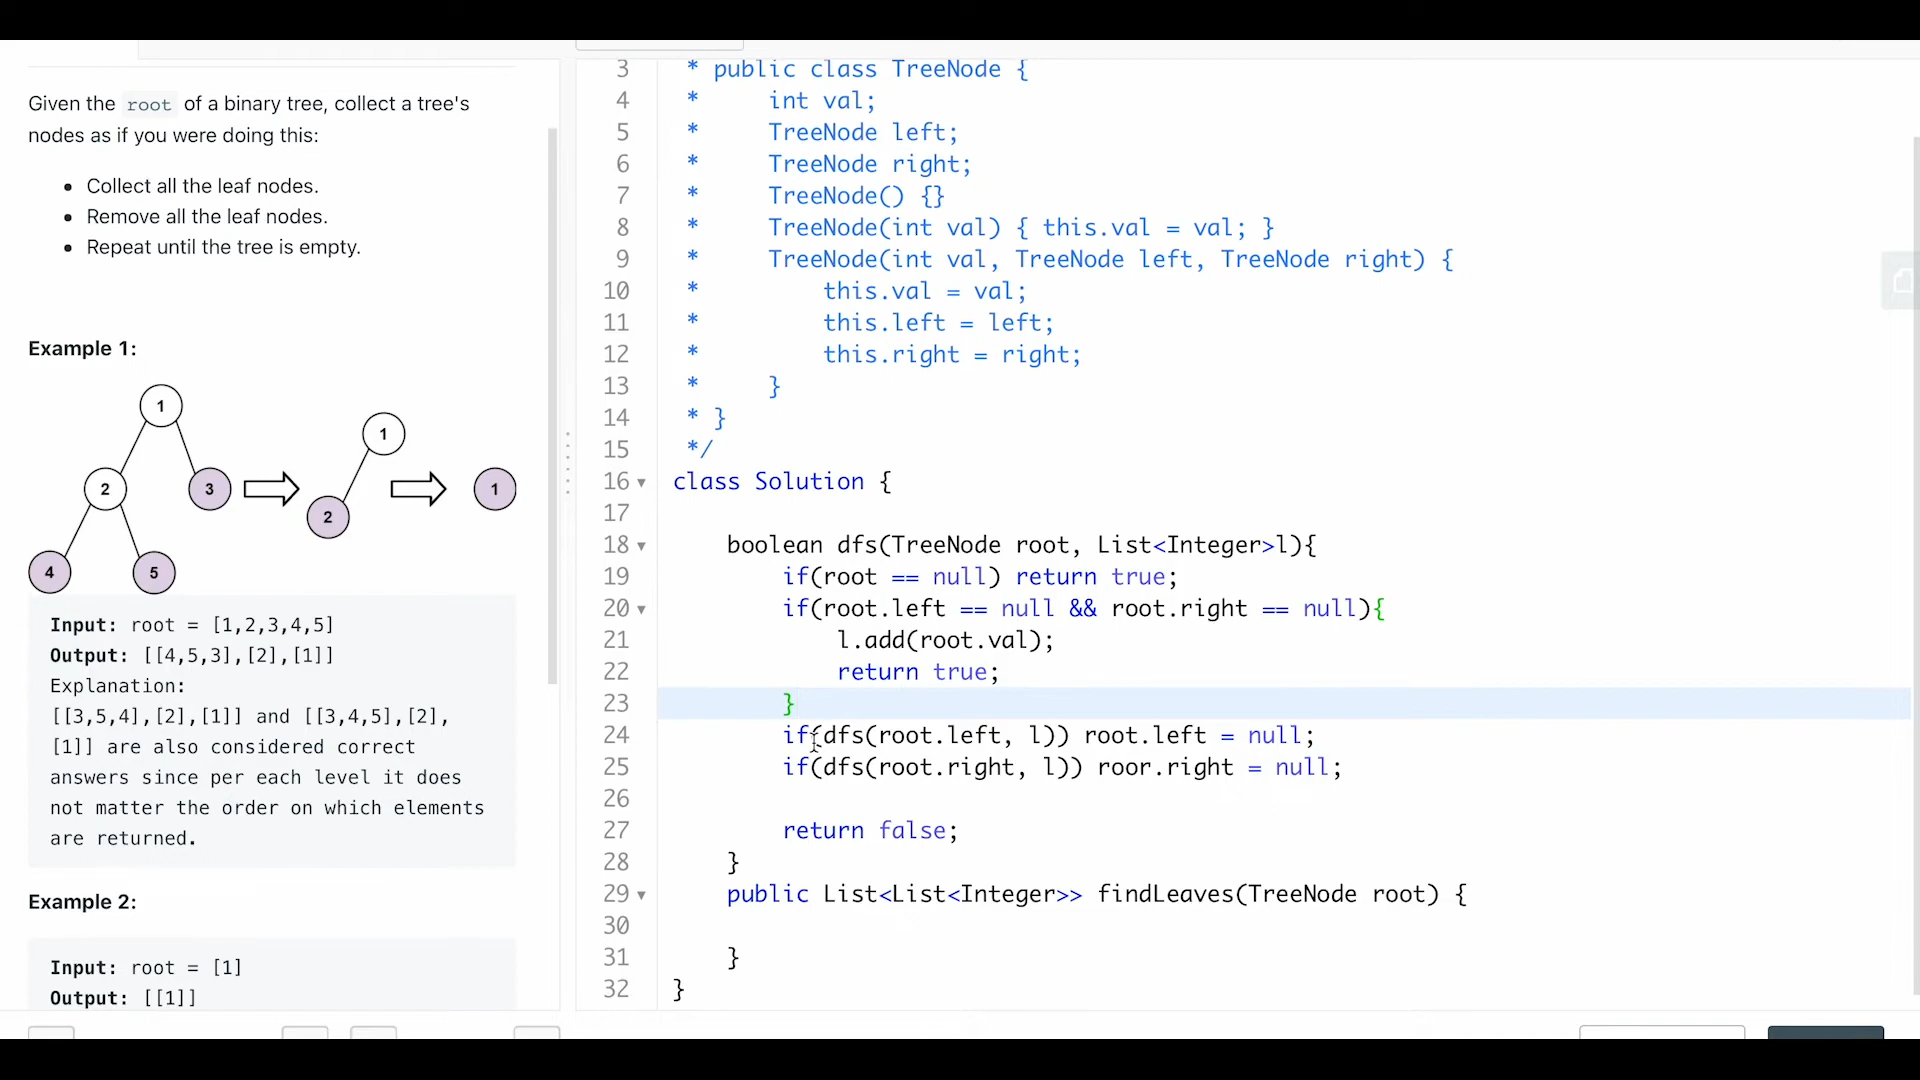 Given the root of a binary tree, collect a tree's
nodes as if you were doing this:
Collect all the leaf nodes.
Remove all the leaf nodes.
Repeat until the tree is empty.
Example 1:
1
2
3
4
5
1
2
1
Input: root = [1,2,3,4,5]
Output: [[4,5,3],[2],[1]]
Explanation:
[[3,5,4],[2],[1]] and [[3,4,5],[2],
[1]] are also considered correct
answers since per each level it does
not matter the order on which elements
are returned.
Example 2:
Input: root = [1]
Output: [[1]]
3 * public class TreeNode {
4 *     int val;
5 *     TreeNode left;
6 *     TreeNode right;
7 *     TreeNode() {}
8 *     TreeNode(int val) { this.val = val; }
9 *     TreeNode(int val, TreeNode left, TreeNode right) {
10 *         this.val = val;
11 *         this.left = left;
12 *         this.right = right;
13 *     }
14 * }
15 */
16 class Solution {
17
18     boolean dfs(TreeNode root, List<Integer>l){
19         if(root == null) return true;
20         if(root.left == null && root.right == null){
21             l.add(root.val);
22             return true;
23         }
24         if(dfs(root.left, l)) root.left = null;
25         if(dfs(root.right, l)) roor.right = null;
26
27         return false;
28     }
29     public List<List<Integer>> findLeaves(TreeNode root) {
30
31     }
32 }